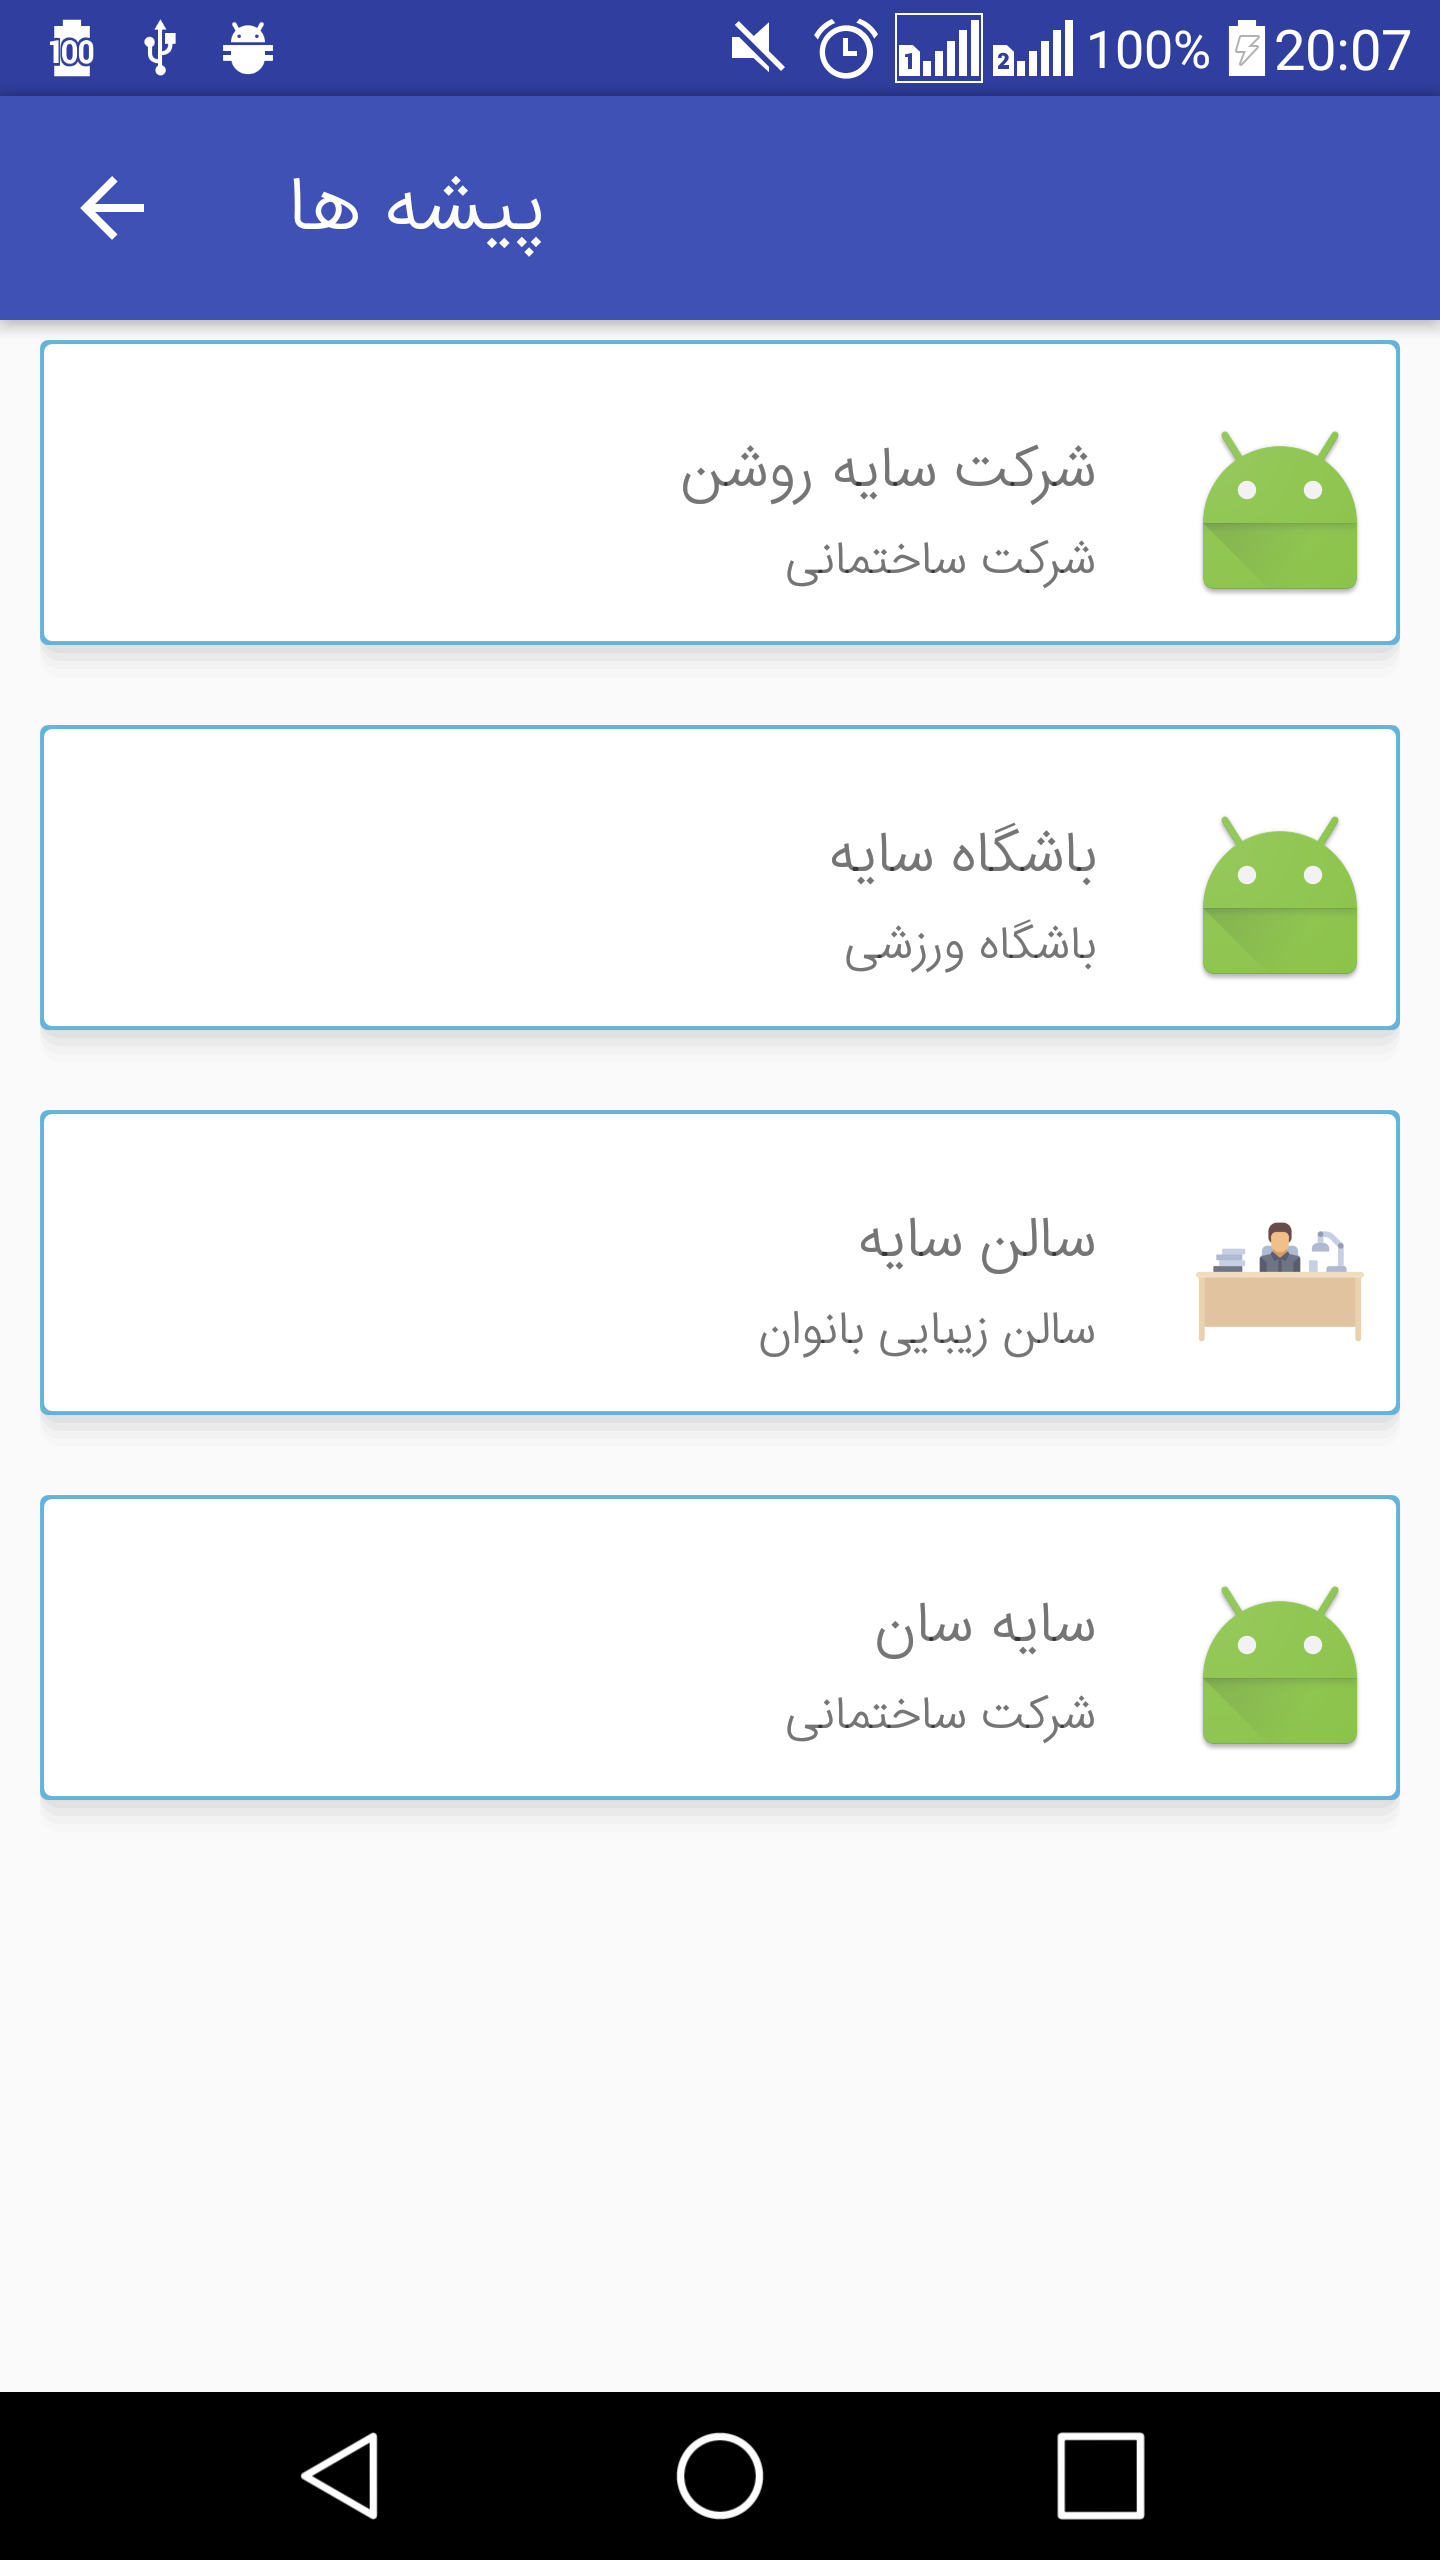 100 1 2 100% 20:07
پیشه ها
شرکت سایه روشن
شرکت ساختمانی
باشگاه سایه
باشگاه ورزشی
سالن سایه
سالن زیبایی بانوان
سایه سان
شرکت ساختمانی